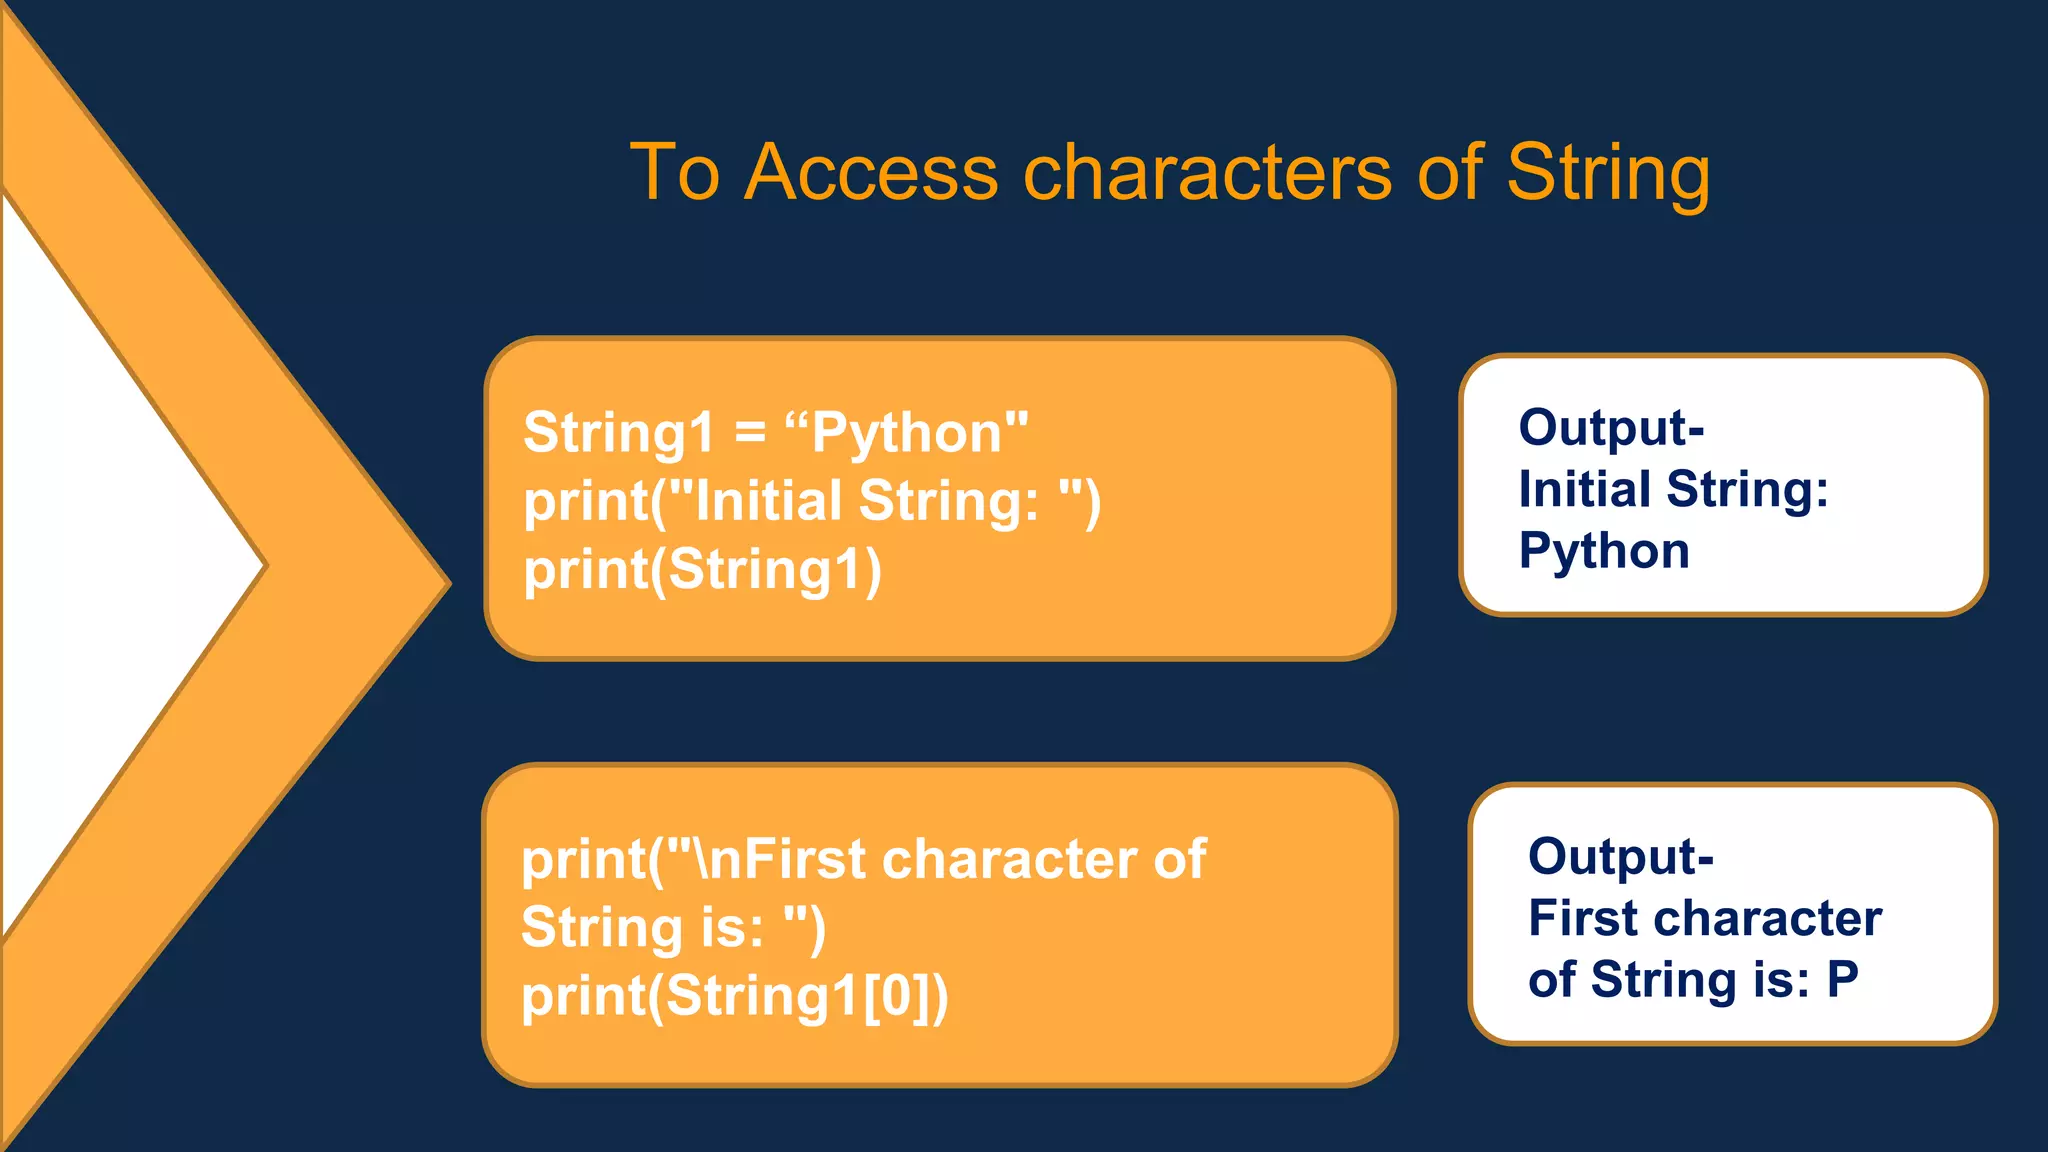 To Access characters of String
String1 = “Python"
print("Initial String: ")
print(String1)
Output-
Initial String:
Python
print("\nFirst character of
String is: ")
print(String1[0])
Output-
First character
of String is: P